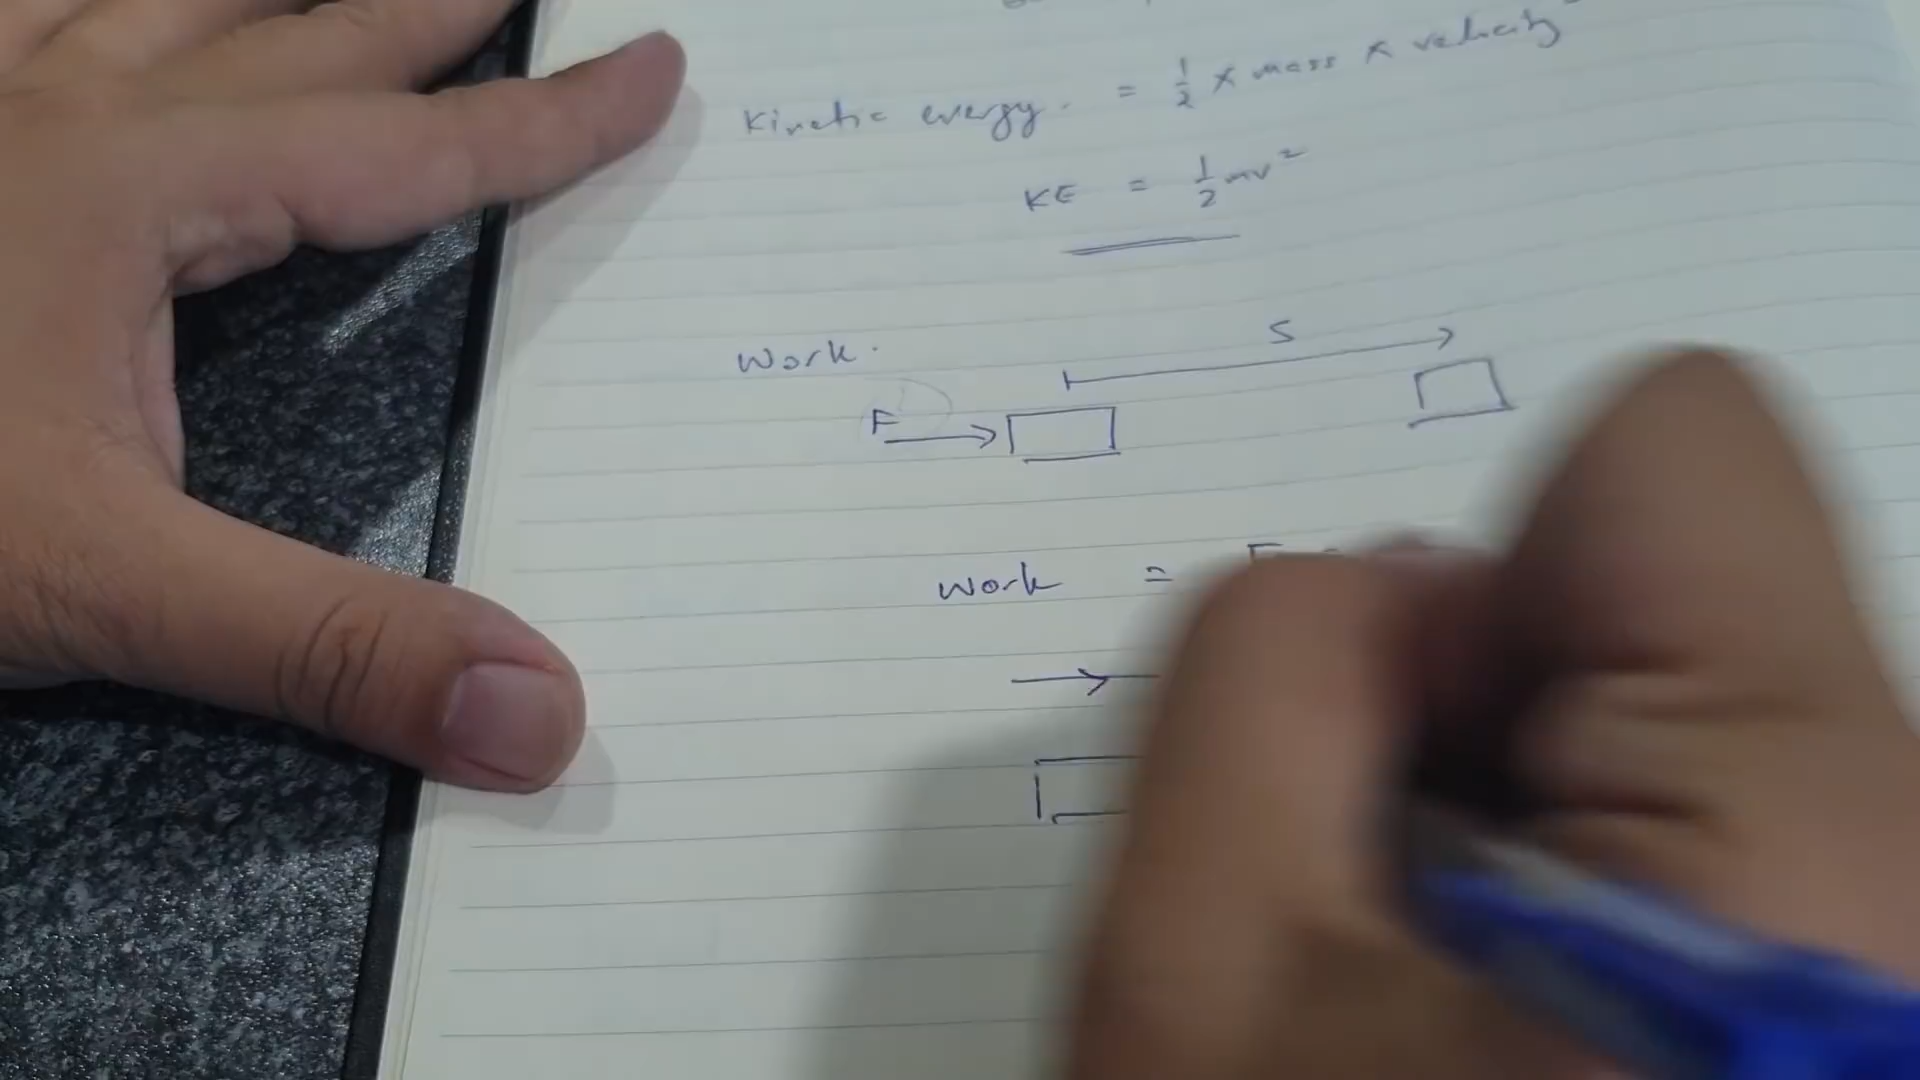 Kinetic energy. = 1/2 x mass x velocity
KE = 1/2 mv²
Work.
S
F
work = F